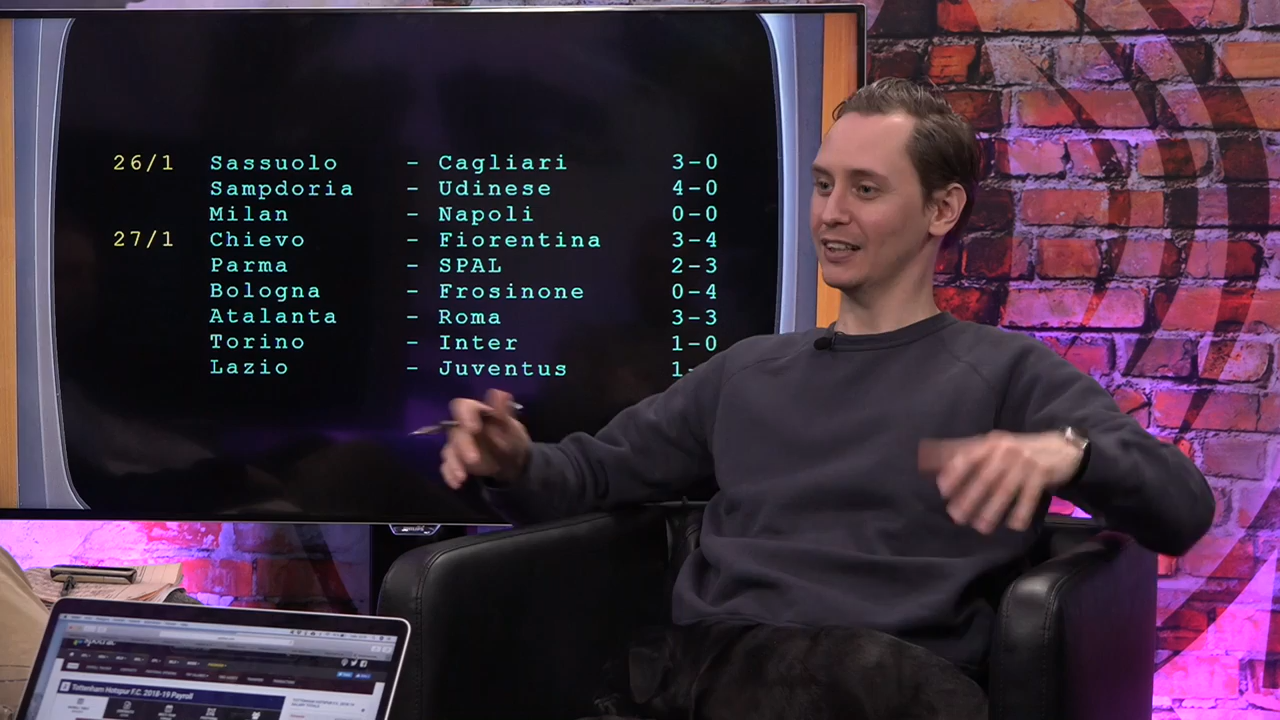 26/1 Sassuolo - Cagliari 3-0
Sampdoria - Udinese 4-0
Milan - Napoli 0-0
27/1 Chievo - Fiorentina 3-4
Parma - SPAL 2-3
Bologna - Frosinone 0-4
Atalanta - Roma 3-3
Torino - Inter 1-0
Lazio - Juventus 1-
Tottenham Hotspur F.C. 2018-19 Payroll